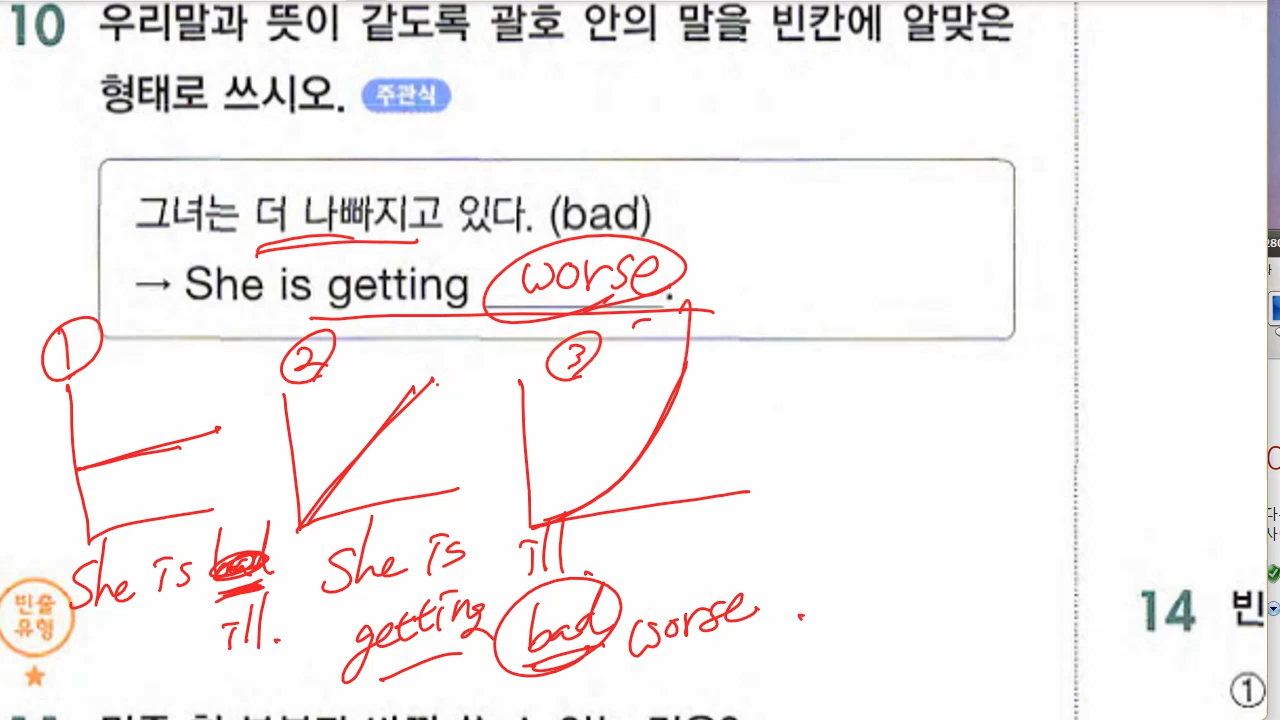 10 우리말과 뜻이 같도록 괄호 안의 말을 빈칸에 알맞은
형태로 쓰시오. 주관식
그녀는 더 나빠지고 있다. (bad)
→ She is getting worse.
① ② ③
She is
ill.
She is ill.
getting bad worse.
빈출
유형
14 빈
①